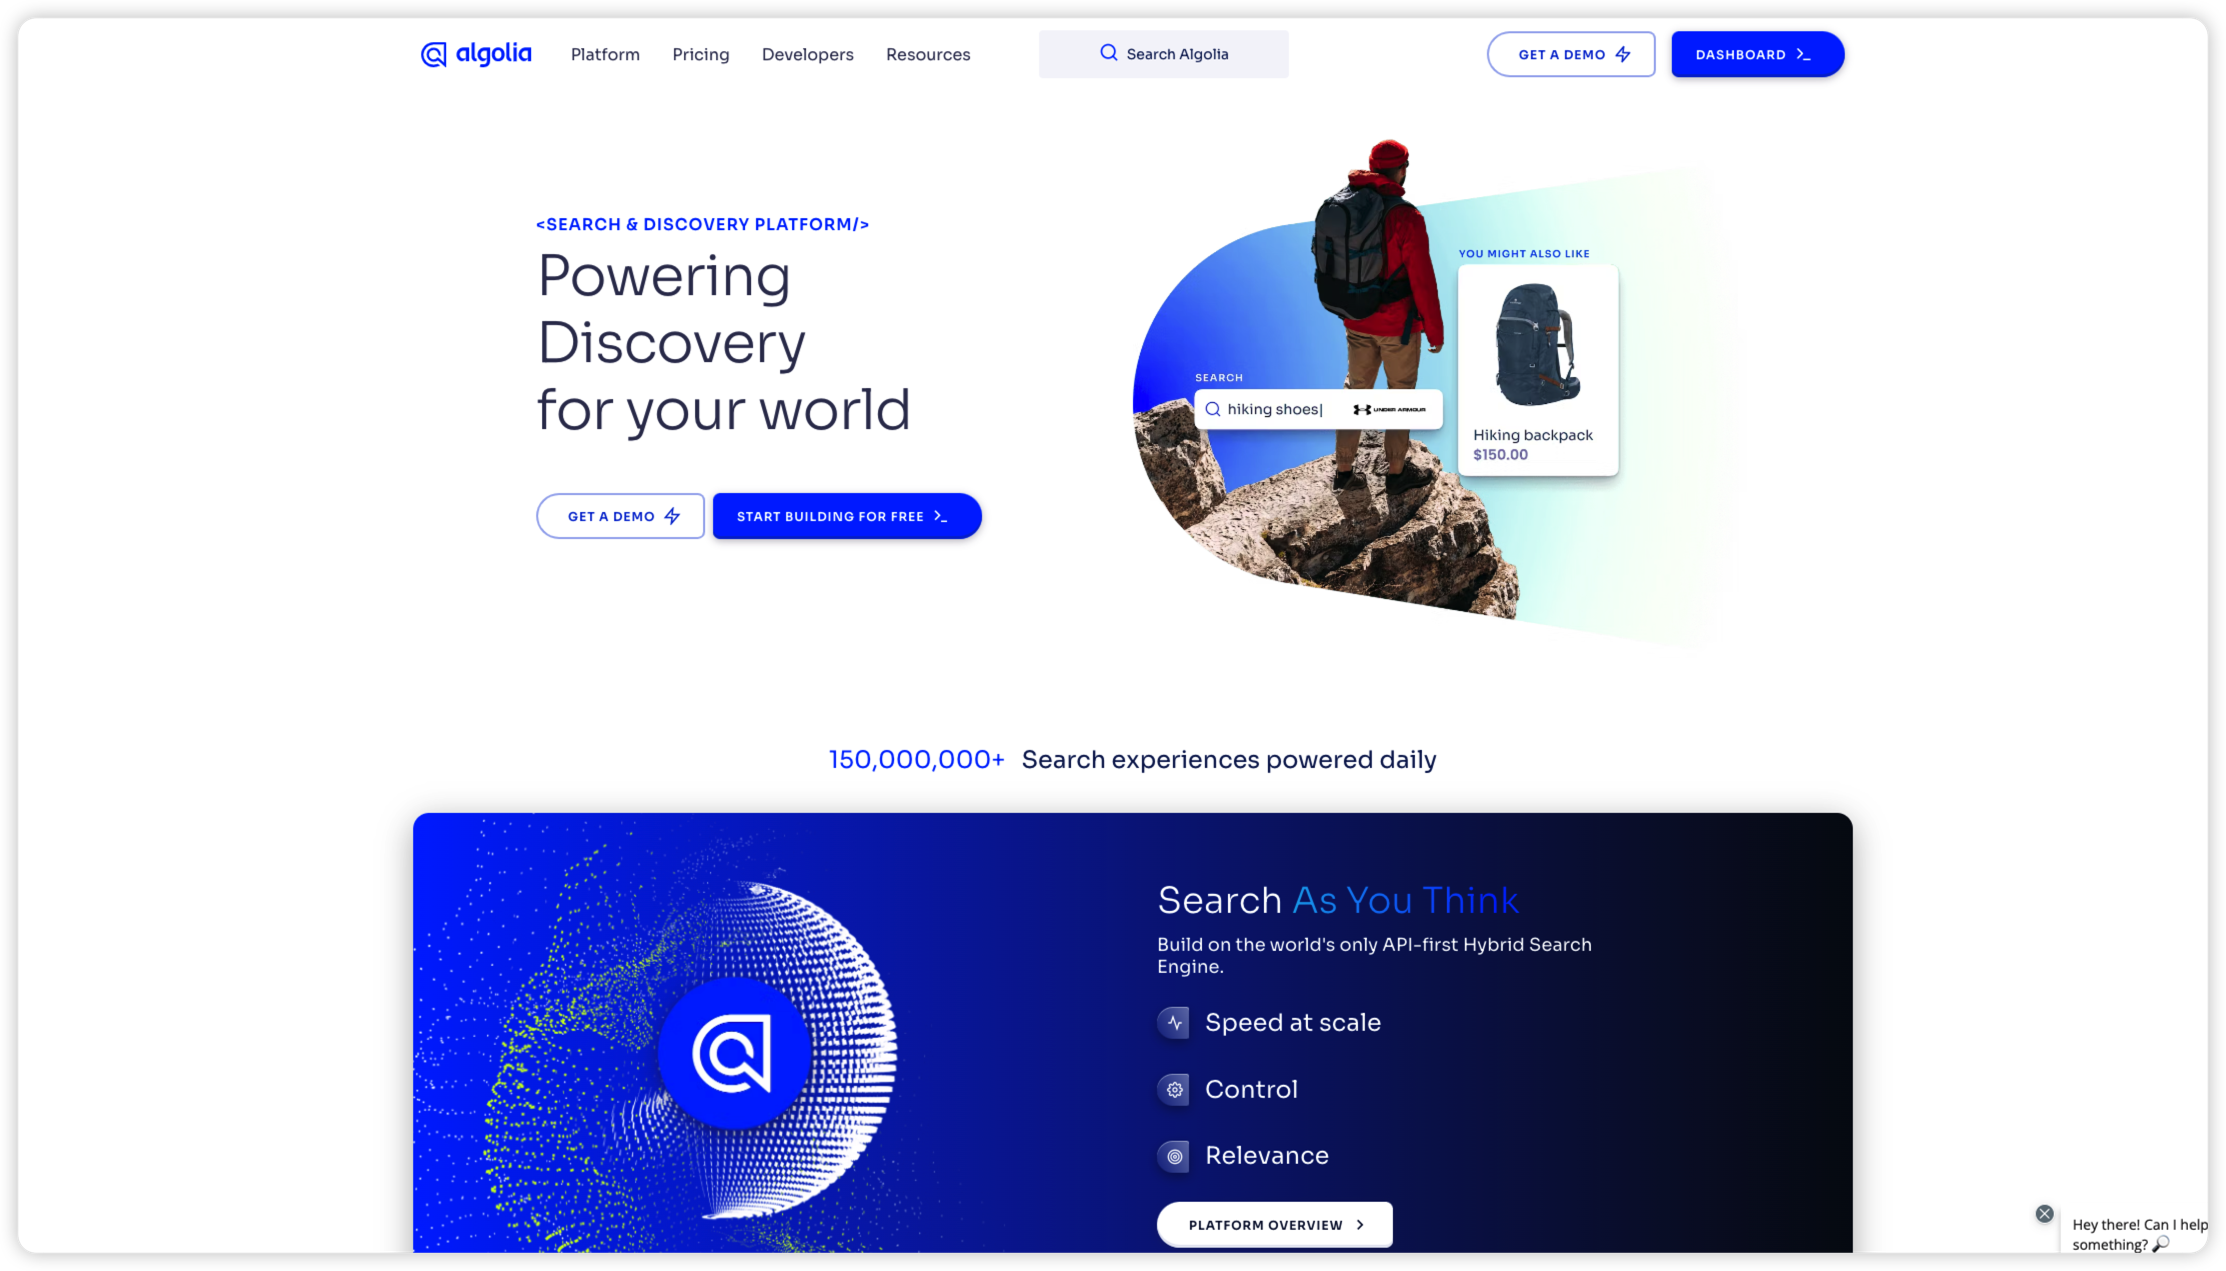 algolia
Platform
Pricing
Developers
Resources
Search Algolia
GET A DEMO
DASHBOARD
<SEARCH & DISCOVERY PLATFORM/>
Powering
Discovery
for your world
GET A DEMO
START BUILDING FOR FREE
YOU MIGHT ALSO LIKE
SEARCH
hiking shoes|
UNDER ARMOUR
Hiking backpack
$150.00
150,000,000+ Search experiences powered daily
Search As You Think
Build on the world's only API-first Hybrid Search
Engine.
Speed at scale
Control
Relevance
PLATFORM OVERVIEW
Hey there! Can I help
something?